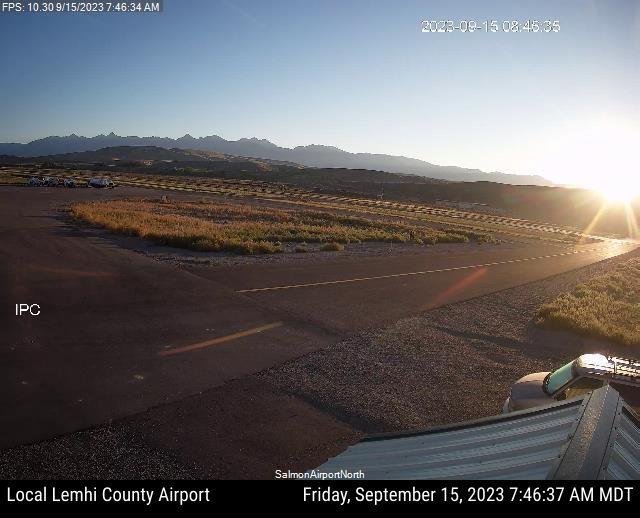 FPS: 10.30 9/15/2023 7:46:34 AM
2023-09-15 08:45:35
IPC
SalmonAirportNorth
Local Lemhi County Airport Friday, September 15, 2023 7:46:37 AM MDT